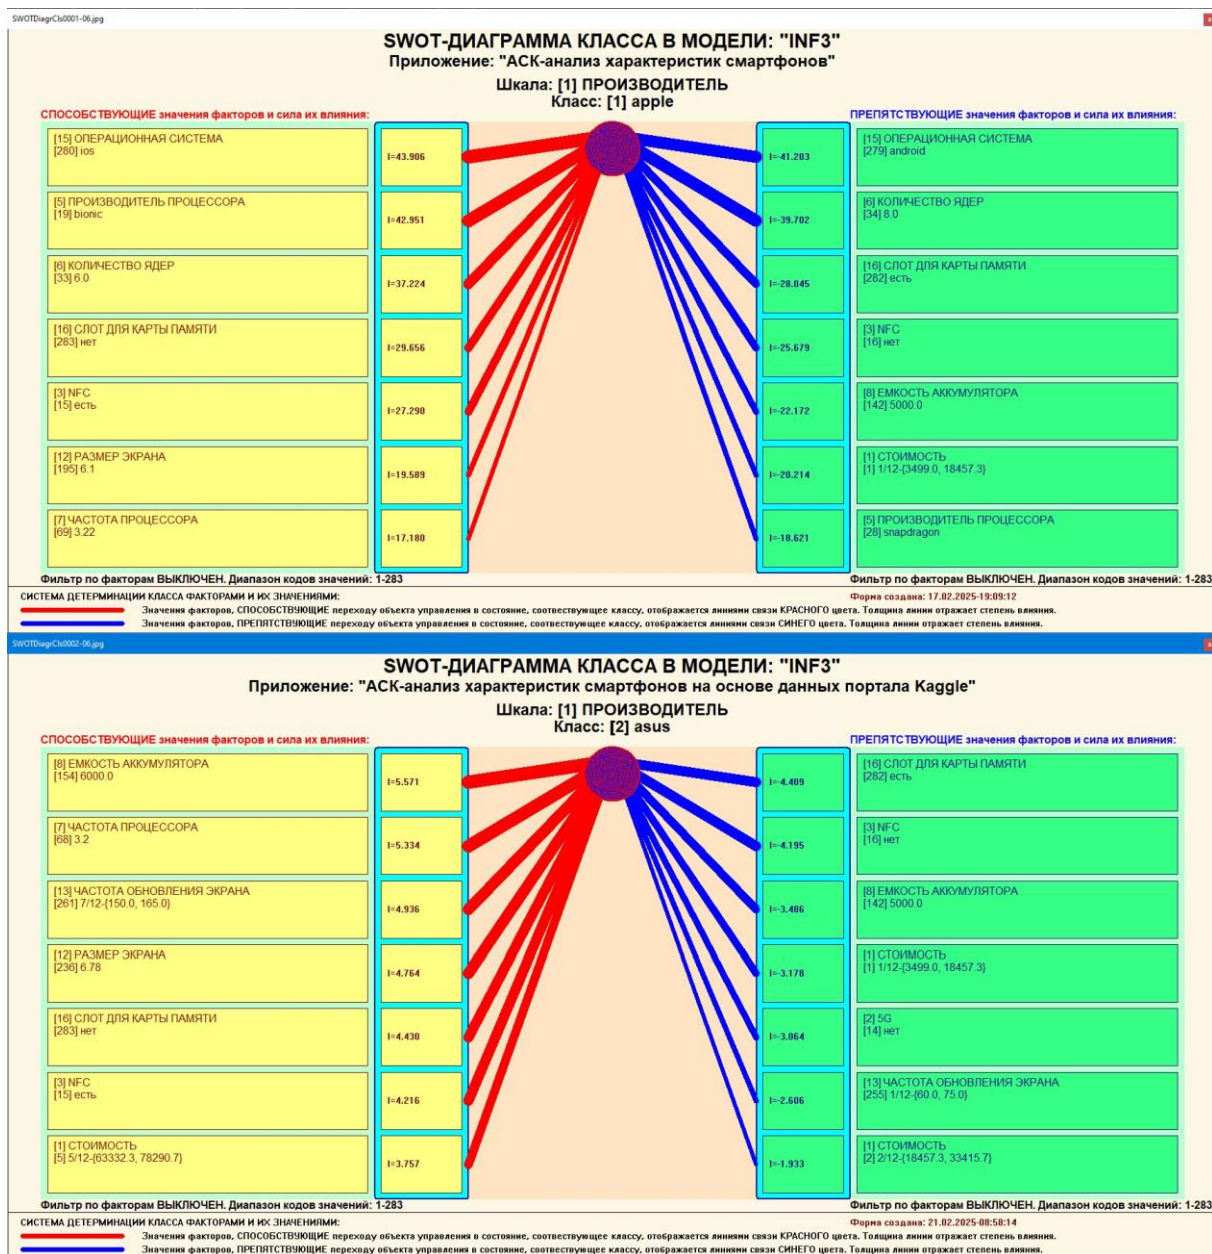 SWOTDiagrCls0001-06.jpg
SWOT-ДИАГРАММА КЛАССА В МОДЕЛИ: "INF3"
Приложение: "АСК-анализ характеристик смартфонов"
Шкала: [1] ПРОИЗВОДИТЕЛЬ
Класс: [1] apple
СПОСОБСТВУЮЩИЕ значения факторов и сила их влияния:
ПРЕПЯТСТВУЮЩИЕ значения факторов и сила их влияния:
[15] ОПЕРАЦИОННАЯ СИСТЕМА
[280] ios
I=43.906
I=-41.203
[15] ОПЕРАЦИОННАЯ СИСТЕМА
[279] android
[5] ПРОИЗВОДИТЕЛЬ ПРОЦЕССОРА
[19] bionic
I=42.951
I=-39.702
[6] КОЛИЧЕСТВО ЯДЕР
[34] 8.0
[6] КОЛИЧЕСТВО ЯДЕР
[33] 6.0
I=37.224
I=-28.045
[16] СЛОТ ДЛЯ КАРТЫ ПАМЯТИ
[282] есть
[16] СЛОТ ДЛЯ КАРТЫ ПАМЯТИ
[283] нет
I=29.656
I=-25.679
[3] NFC
[16] нет
[3] NFC
[15] есть
I=27.290
I=-22.172
[8] ЕМКОСТЬ АККУМУЛЯТОРА
[142] 5000.0
[12] РАЗМЕР ЭКРАНА
[195] 6.1
I=19.589
I=-20.214
[1] СТОИМОСТЬ
[1] 1/12-{3499.0, 18457.3}
[7] ЧАСТОТА ПРОЦЕССОРА
[69] 3.22
I=17.180
I=-18.621
[5] ПРОИЗВОДИТЕЛЬ ПРОЦЕССОРА
[28] snapdragon
Фильтр по факторам ВЫКЛЮЧЕН. Диапазон кодов значений: 1-283
Фильтр по факторам ВЫКЛЮЧЕН. Диапазон кодов значений: 1-283
СИСТЕМА ДЕТЕРМИНАЦИИ КЛАССА ФАКТОРАМИ И ИХ ЗНАЧЕНИЯМИ:
Форма создана: 17.02.2025-19:09:12
Значения факторов, СПОСОБСТВУЮЩИЕ переходу объекта управления в состояние, соотвествующее классу, отображается линиями связи КРАСНОГО цвета. Толщина линии отражает степень влияния.
Значения факторов, ПРЕПЯТСТВУЮЩИЕ переходу объекта управления в состояние, соотвествующее классу, отображается линиями связи СИНЕГО цвета. Толщина линии отражает степень влияния.
SWOTDiagrCls0002-06.jpg
SWOT-ДИАГРАММА КЛАССА В МОДЕЛИ: "INF3"
Приложение: "АСК-анализ характеристик смартфонов на основе данных портала Kaggle"
Шкала: [1] ПРОИЗВОДИТЕЛЬ
Класс: [2] asus
СПОСОБСТВУЮЩИЕ значения факторов и сила их влияния:
ПРЕПЯТСТВУЮЩИЕ значения факторов и сила их влияния:
[8] ЕМКОСТЬ АККУМУЛЯТОРА
[154] 6000.0
I=5.571
I=-4.409
[16] СЛОТ ДЛЯ КАРТЫ ПАМЯТИ
[282] есть
[7] ЧАСТОТА ПРОЦЕССОРА
[68] 3.2
I=5.334
I=-4.195
[3] NFC
[16] нет
[13] ЧАСТОТА ОБНОВЛЕНИЯ ЭКРАНА
[261] 7/12-{150.0, 165.0}
I=4.936
I=-3.486
[8] ЕМКОСТЬ АККУМУЛЯТОРА
[142] 5000.0
[12] РАЗМЕР ЭКРАНА
[236] 6.78
I=4.764
I=-3.178
[1] СТОИМОСТЬ
[1] 1/12-{3499.0, 18457.3}
[16] СЛОТ ДЛЯ КАРТЫ ПАМЯТИ
[283] нет
I=4.430
I=-3.064
[2] 5G
[14] нет
[3] NFC
[15] есть
I=4.216
I=-2.606
[13] ЧАСТОТА ОБНОВЛЕНИЯ ЭКРАНА
[255] 1/12-{60.0, 75.0}
[1] СТОИМОСТЬ
[5] 5/12-{63332.3, 78290.7}
I=3.757
I=-1.933
[1] СТОИМОСТЬ
[2] 2/12-{18457.3, 33415.7}
Фильтр по факторам ВЫКЛЮЧЕН. Диапазон кодов значений: 1-283
Фильтр по факторам ВЫКЛЮЧЕН. Диапазон кодов значений: 1-283
СИСТЕМА ДЕТЕРМИНАЦИИ КЛАССА ФАКТОРАМИ И ИХ ЗНАЧЕНИЯМИ:
Форма создана: 21.02.2025-08:58:14
Значения факторов, СПОСОБСТВУЮЩИЕ переходу объекта управления в состояние, соотвествующее классу, отображается линиями связи КРАСНОГО цвета. Толщина линии отражает степень влияния.
Значения факторов, ПРЕПЯТСТВУЮЩИЕ переходу объекта управления в состояние, соотвествующее классу, отображается линиями связи СИНЕГО цвета. Толщина линии отражает степень влияния.